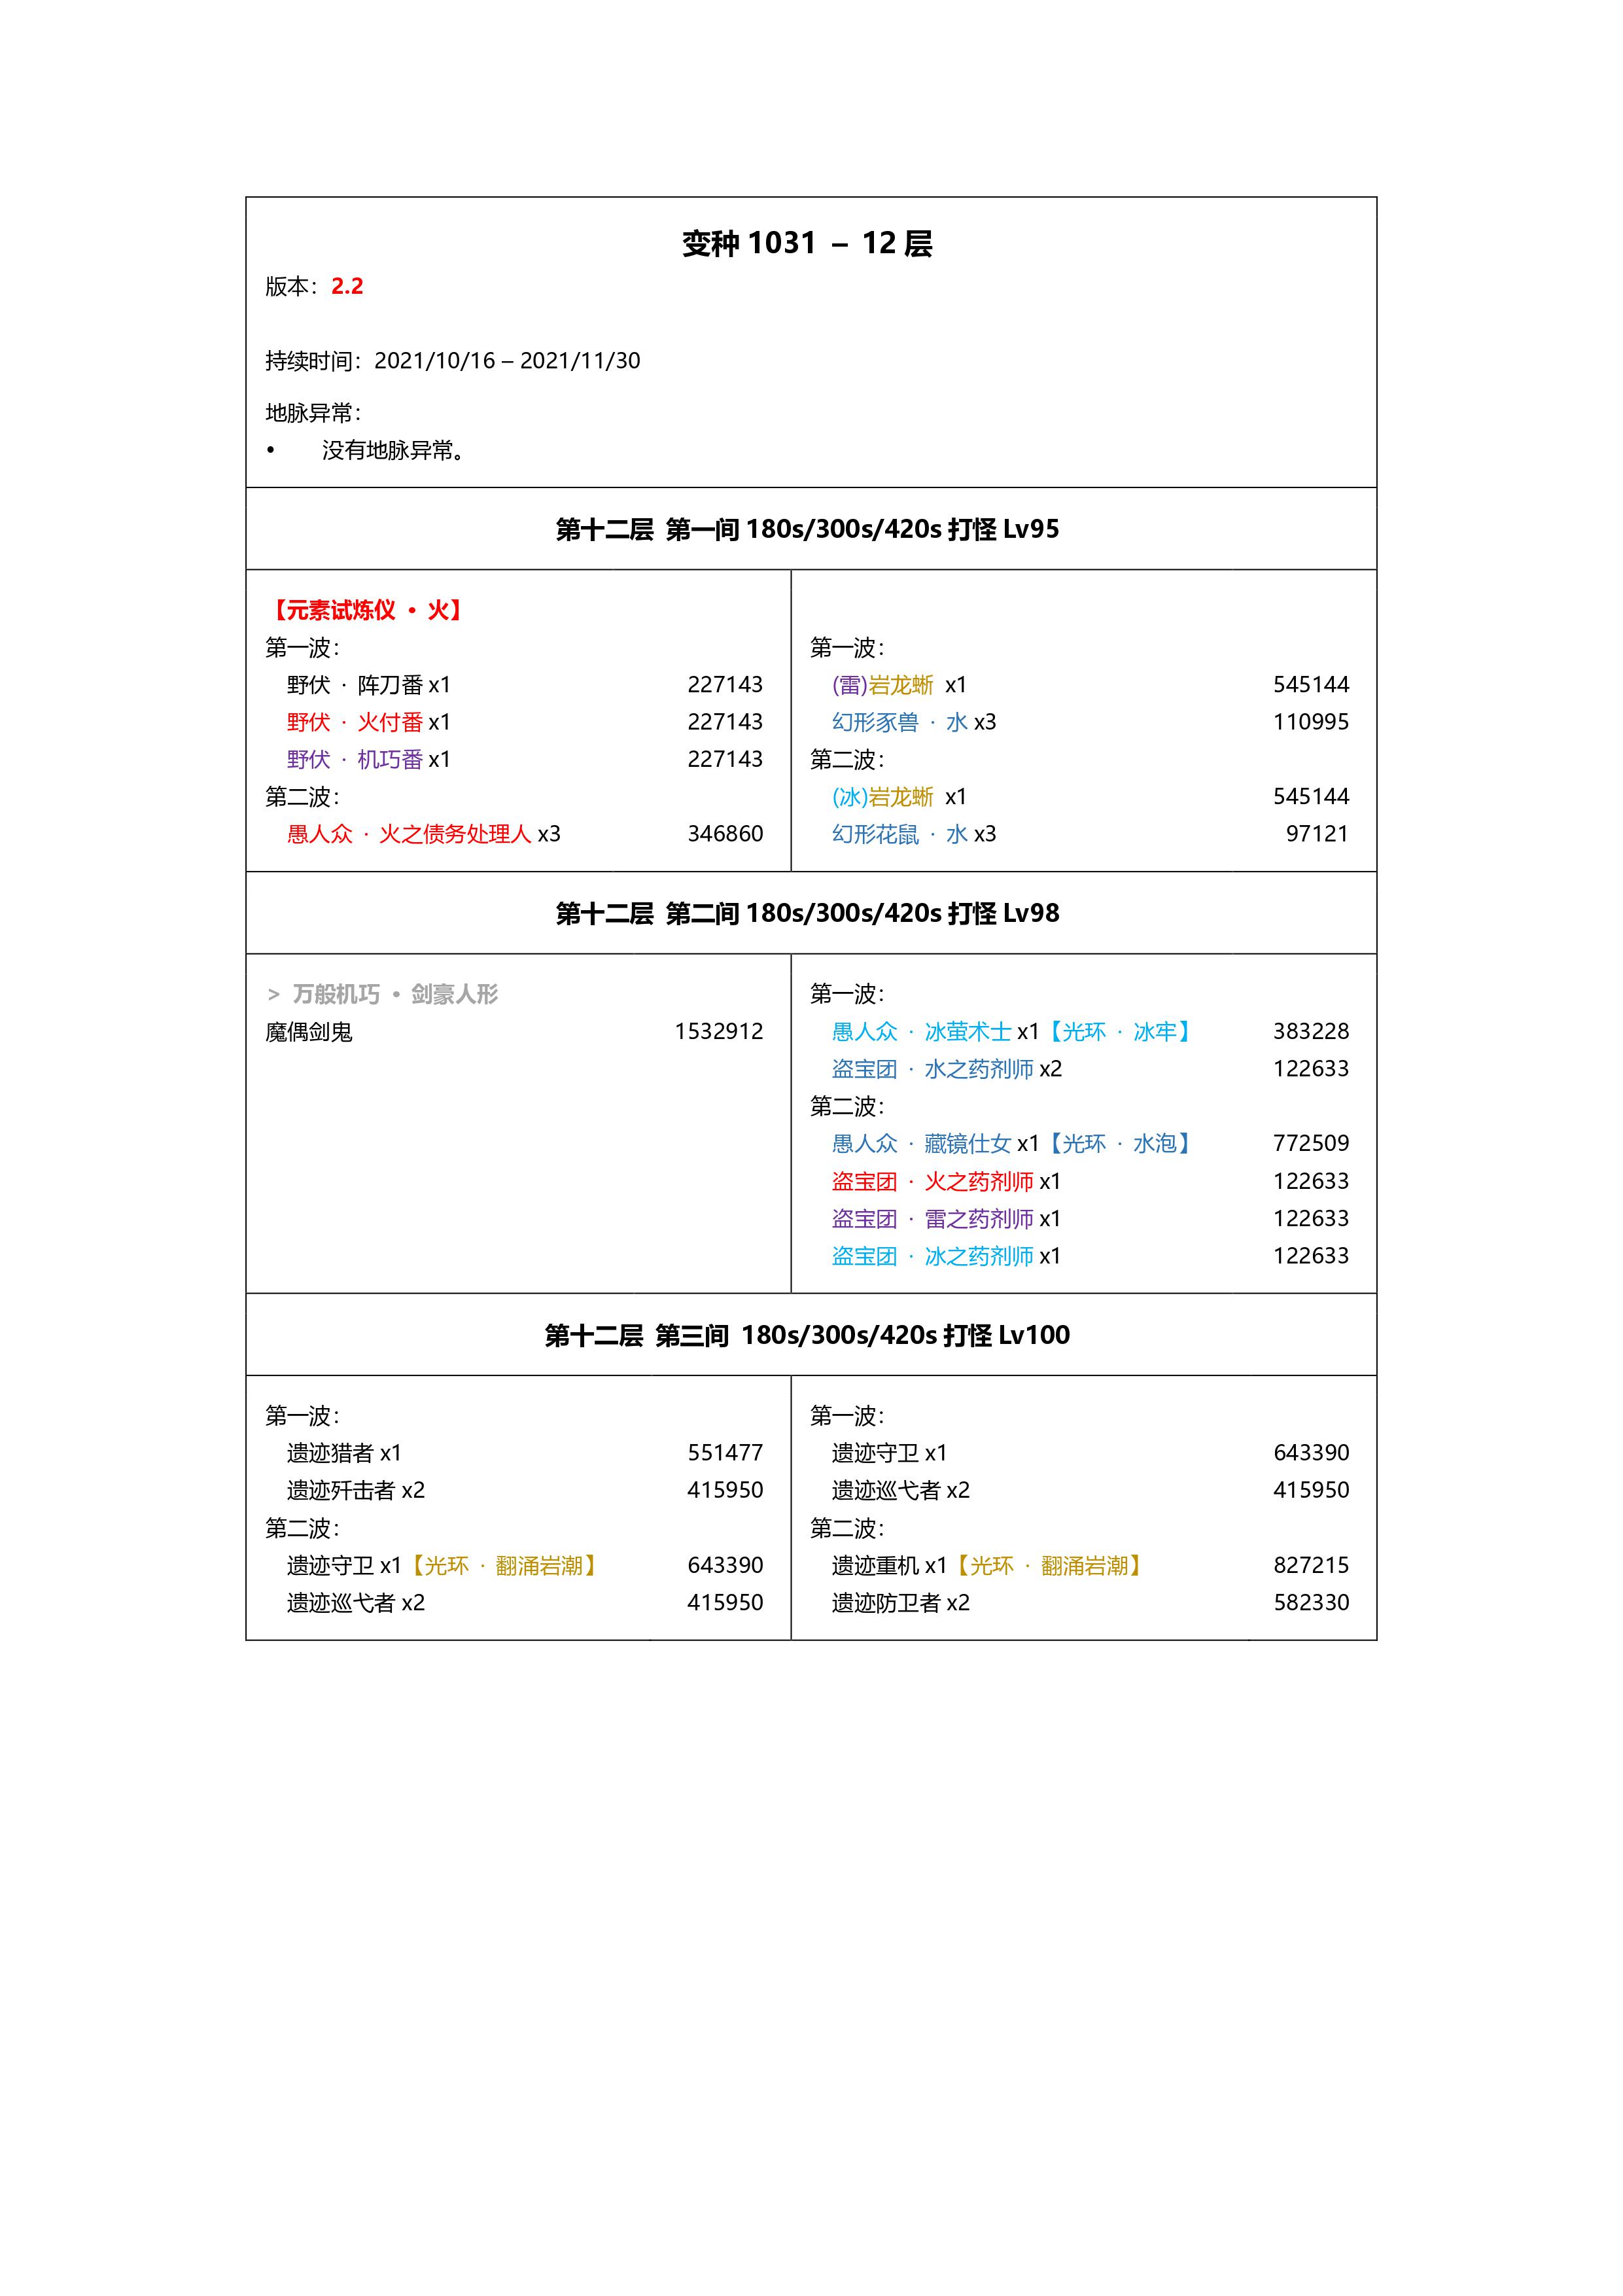 变种 1031 – 12 层
版本：2.2
持续时间：2021/10/16 – 2021/11/30
地脉异常：
• 没有地脉异常。
第十二层 第一间 180s/300s/420s 打怪 Lv95
【元素试炼仪 · 火】
第一波：
野伏 · 阵刀番 x1 227143
野伏 · 火付番 x1 227143
野伏 · 机巧番 x1 227143
第二波：
愚人众 · 火之债务处理人 x3 346860
第一波：
(雷)岩龙蜥 x1 545144
幻形豕兽 · 水 x3 110995
第二波：
(冰)岩龙蜥 x1 545144
幻形花鼠 · 水 x3 97121
第十二层 第二间 180s/300s/420s 打怪 Lv98
> 万般机巧 · 剑豪人形
魔偶剑鬼 1532912
第一波：
愚人众 · 冰萤术士 x1【光环 · 冰牢】 383228
盗宝团 · 水之药剂师 x2 122633
第二波：
愚人众 · 藏镜仕女 x1【光环 · 水泡】 772509
盗宝团 · 火之药剂师 x1 122633
盗宝团 · 雷之药剂师 x1 122633
盗宝团 · 冰之药剂师 x1 122633
第十二层 第三间 180s/300s/420s 打怪 Lv100
第一波：
遗迹猎者 x1 551477
遗迹歼击者 x2 415950
第二波：
遗迹守卫 x1【光环 · 翻涌岩潮】 643390
遗迹巡弋者 x2 415950
第一波：
遗迹守卫 x1 643390
遗迹巡弋者 x2 415950
第二波：
遗迹重机 x1【光环 · 翻涌岩潮】 827215
遗迹防卫者 x2 582330